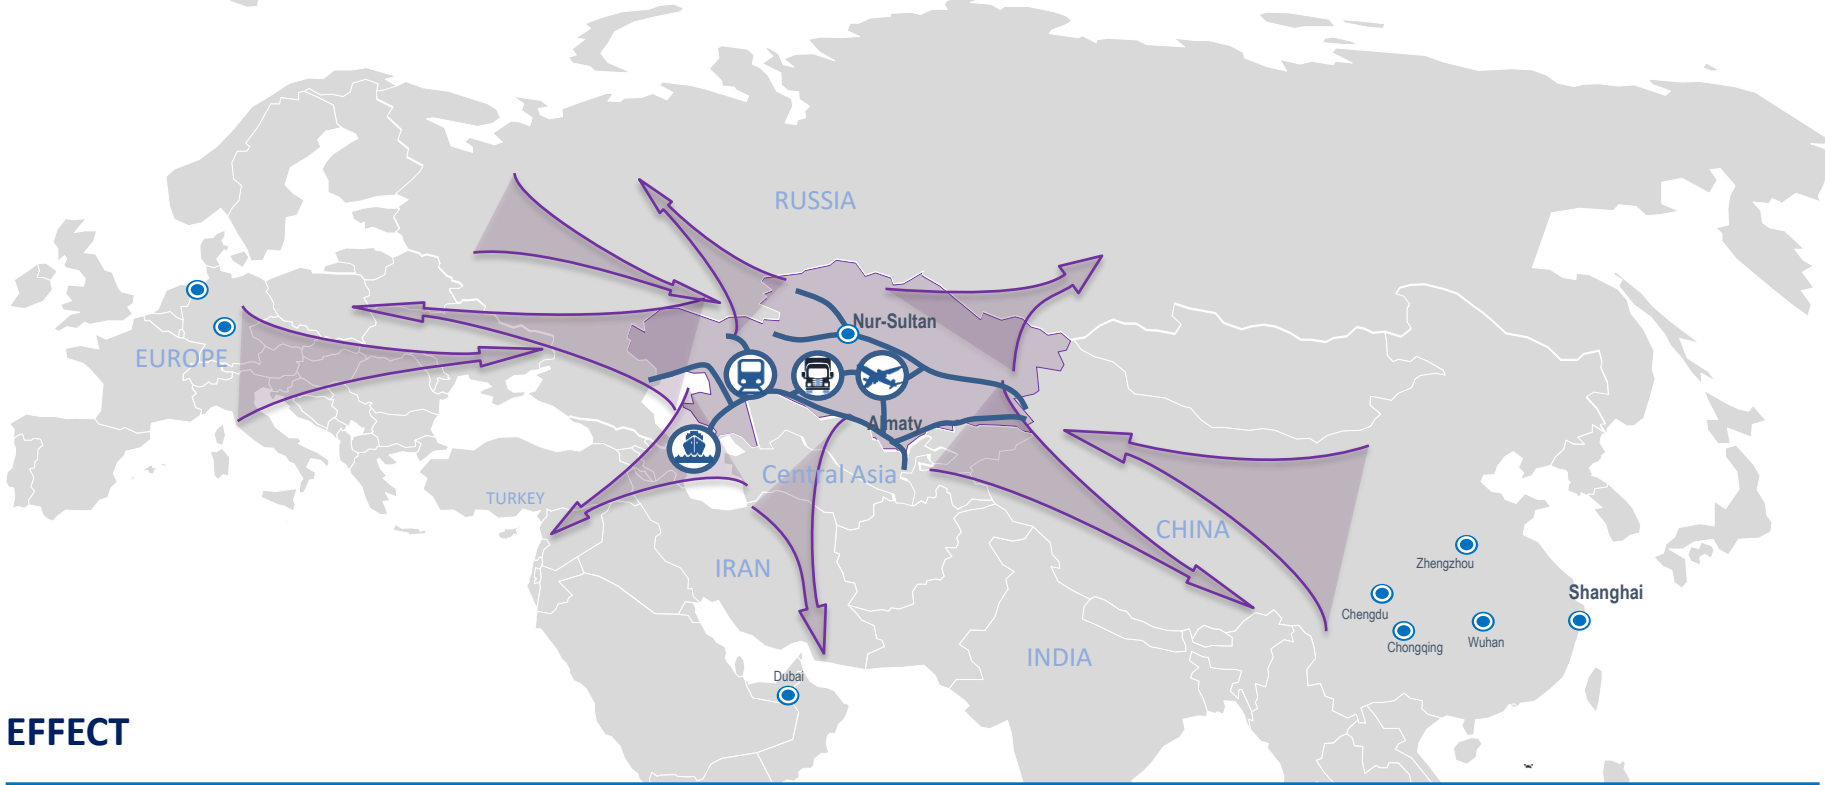 RUSSIA
Nur-Sultan
EUROPE
Almaty
Central Asia
TURKEY
CHINA
IRAN
Zhengzhou
Shanghai
Chengdu
Chongqing
Wuhan
INDIA
Dubai
EFFECT